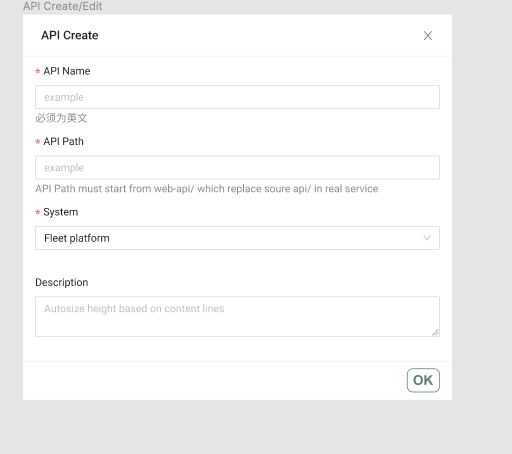 API Create/Edit
API Create
* API Name
example
必须为英文
* API Path
example
API Path must start from web-api/ which replace soure api/ in real service
* System
Fleet platform
Description
Autosize height based on content lines
OK